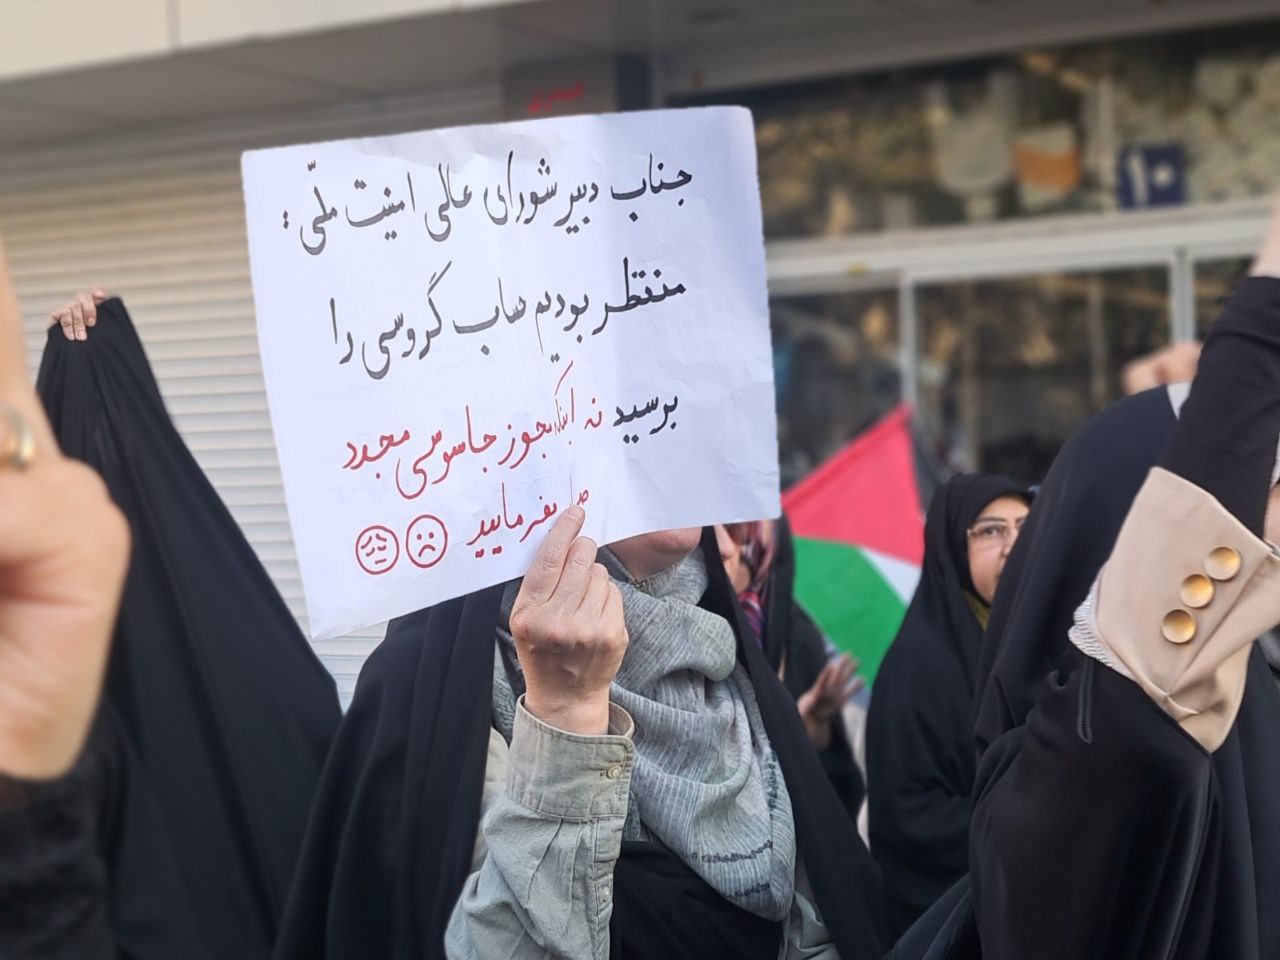 جناب دبیر شورای عالی امنیت ملّی :
منتظر بودیم حساب گروسی را
برسید نه اینکه مجوز جاسوسی مجدد
بفرمایید
۱۰